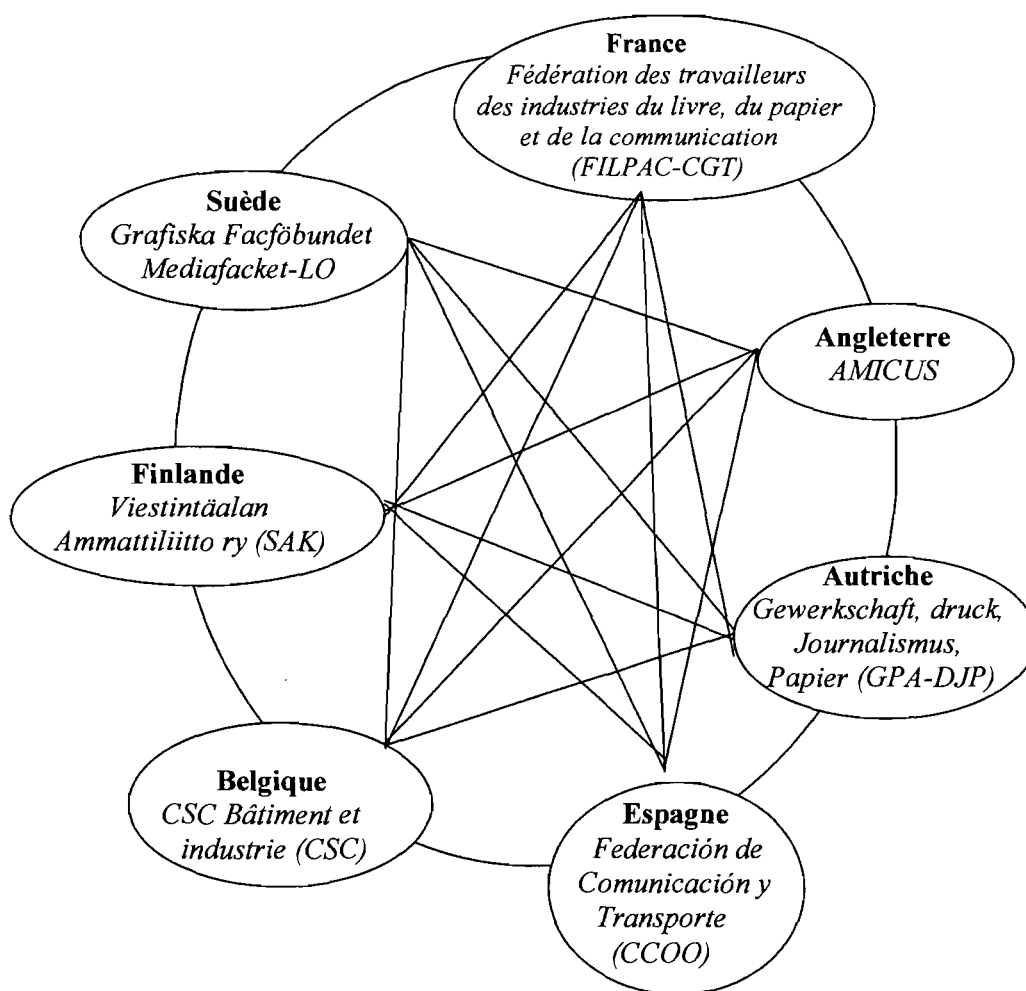 France
Fédération des travailleurs
des industries du livre, du papier
et de la communication
(FILPAC-CGT)
Suède
Grafiska Facföbundet
Mediafacket-LO
Angleterre
AMICUS
Finlande
Viestintäalan
Ammattiliitto ry (SAK)
Autriche
Gewerkschaft, druck,
Journalismus,
Papier (GPA-DJP)
Belgique
CSC Bâtiment et
industrie (CSC)
Espagne
Federación de
Comunicación y
Transporte
(CCOO)